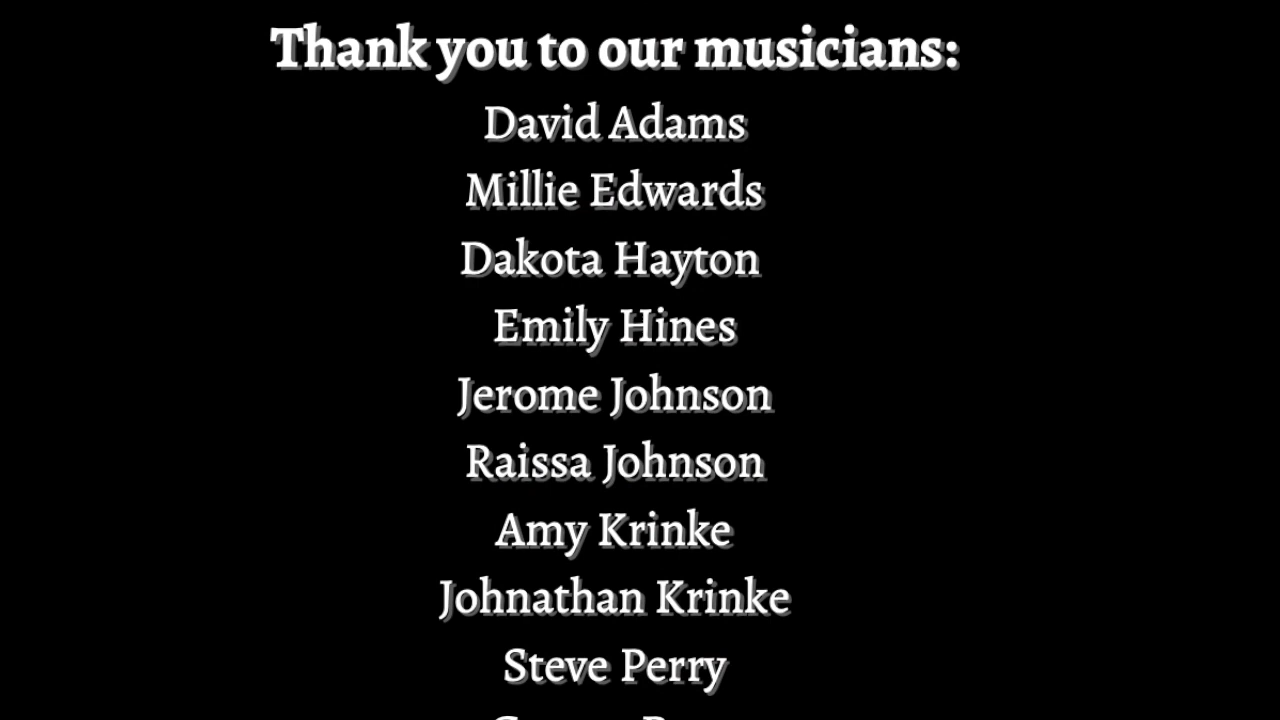 Thank you to our musicians:
David Adams
Millie Edwards
Dakota Hayton
Emily Hines
Jerome Johnson
Raissa Johnson
Amy Krinke
Johnathan Krinke
Steve Perry